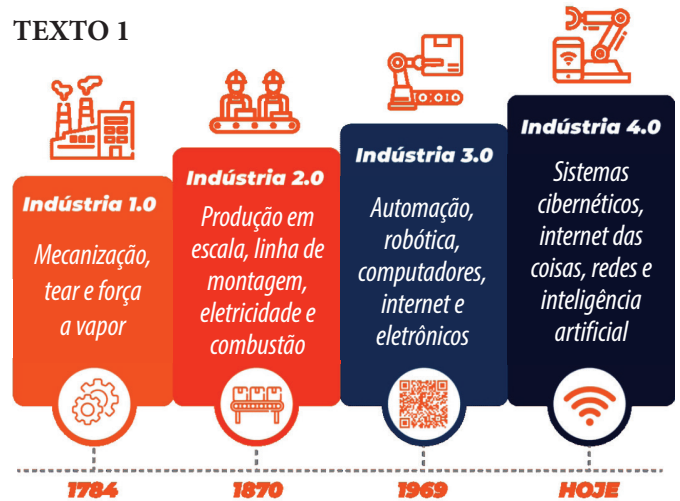 TEXTO 1
Indústria 1.0
Mecanização,
tear e força
a vapor
1784
Indústria 2.0
Produção em
escala, linha de
montagem,
eletricidade e
combustão
1870
Indústria 3.0
Automação,
robótica,
computadores,
internet e
eletrônicos
1969
Indústria 4.0
Sistemas
cibernéticos,
internet das
coisas, redes e
inteligência
artificial
HOJE